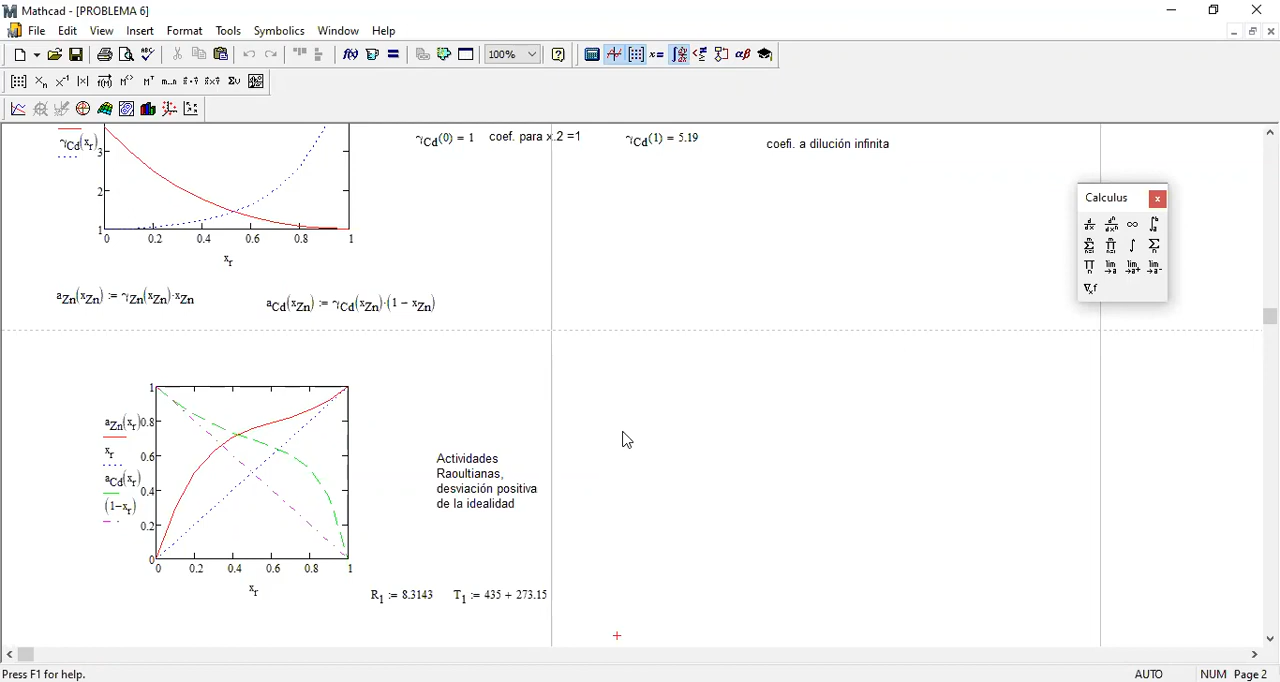 Mathcad - [PROBLEMA 6]
File Edit View Insert Format Tools Symbolics Window Help
100%
γCd(xr)
3
2
1
0 0.2 0.4 0.6 0.8 1
xr
γCd(0) = 1
coef. para x.2 =1
γCd(1) = 5.19
coefi. a dilución infinita
Calculus
aZn(xZn) := γZn(xZn)·xZn
aCd(xZn) := γCd(xZn)·(1 − xZn)
aZn(xr)
xr
aCd(xr)
(1−xr)
1
0.8
0.6
0.4
0.2
0
0 0.2 0.4 0.6 0.8 1
xr
Actividades
Raoultianas,
desviación positiva
de la idealidad
R1 := 8.3143
T1 := 435 + 273.15
Press F1 for help.
AUTO
NUM Page 2